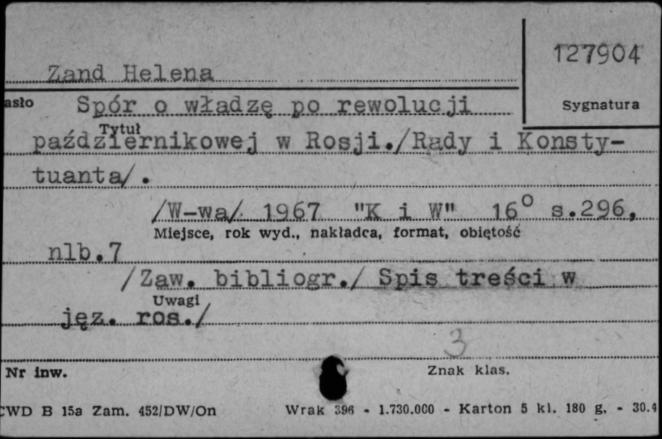 127904
Zand Helena
Sygnatura
asło Spór o władzę po rewolucji
Tytuł
październikowej w Rosji./Rady i Konsty-
tuanta/.
/W-wa/ 1967 "K i W" 16° s.296,
Miejsce, rok wyd., nakładca, format, objętość
nlb.7
/Zaw. bibliogr./ Spis treści w
Uwagi
jęz. ros./
3
Nr inw.
Znak klas.
CWD B 15a Zam. 452/DW/On Wrak 396 - 1.730.000 - Karton 5 kl. 180 g. - 30.4